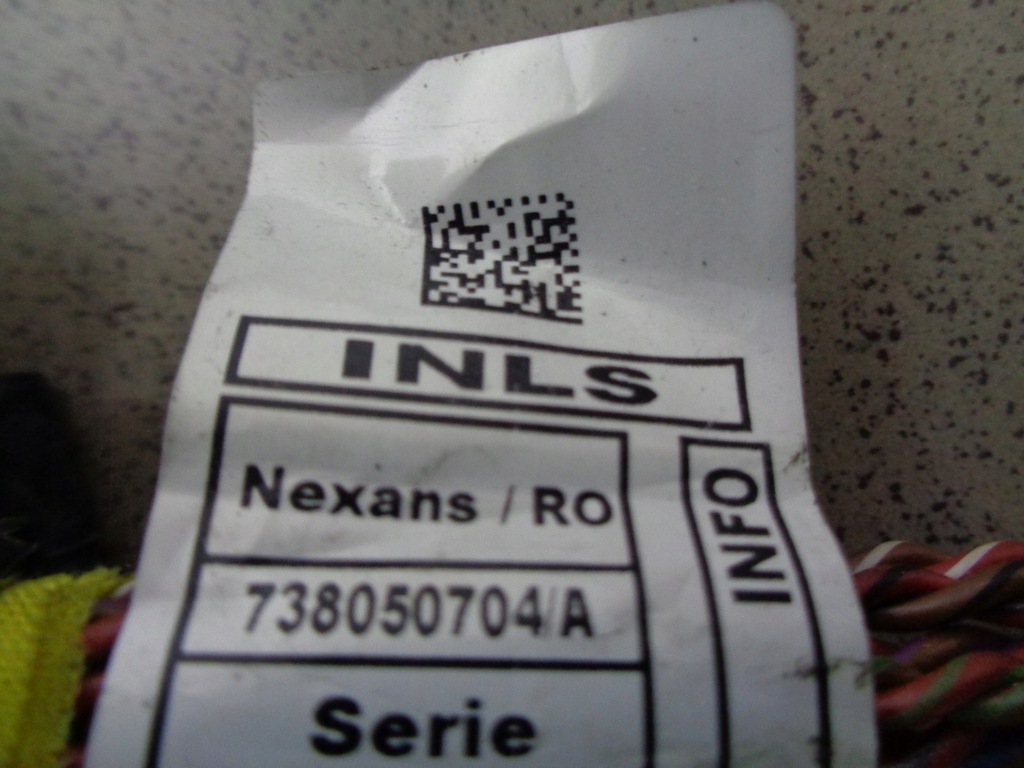 INLS
Nexans / RO
INFO
738050704/A
Serie